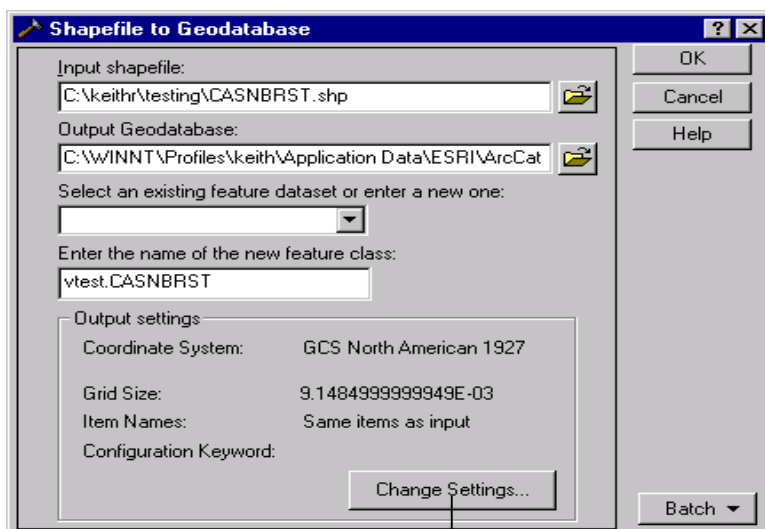 Shapefile to Geodatabase
Input shapefile:
C:\keithr\testing\CASNBRST.shp
Output Geodatabase:
C:\WINNT\Profiles\keith\Application Data\ESRI\ArcCat
Select an existing feature dataset or enter a new one:
Enter the name of the new feature class:
vtest.CASNBRST
Output settings
Coordinate System: GCS North American 1927
Grid Size: 9.1484999999949E-03
Item Names: Same items as input
Configuration Keyword:
Change Settings...
OK
Cancel
Help
Batch